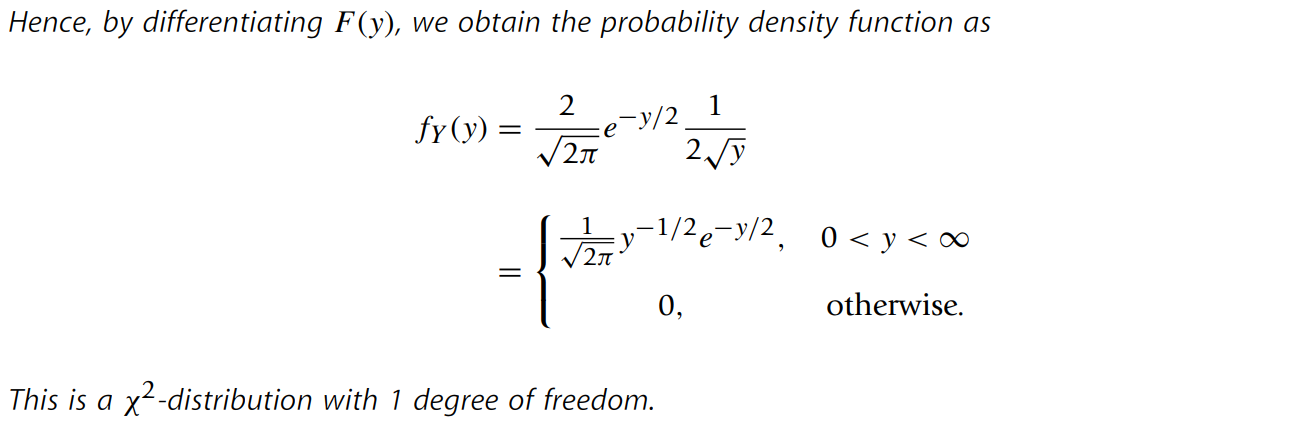 Hence, by differentiating F(y), we obtain the probability density function as
f_Y(y) = \frac{2}{\sqrt{2\pi}} e^{-y/2} \frac{1}{2\sqrt{y}}
= \begin{cases} \frac{1}{\sqrt{2\pi}} y^{-1/2} e^{-y/2}, & 0 < y < \infty \\ 0, & \text{otherwise.} \end{cases}
This is a χ²-distribution with 1 degree of freedom.